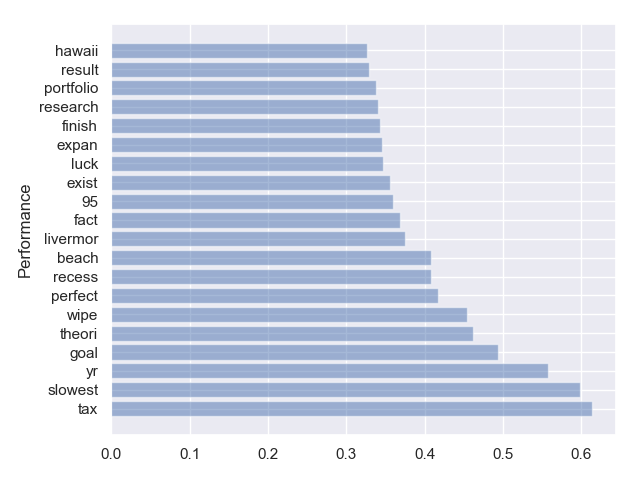 hawaii
result
portfolio
research
finish
expan
luck
exist
95
fact
livermor
beach
recess
perfect
wipe
theori
goal
yr
slowest
tax
Performance
0.0 0.1 0.2 0.3 0.4 0.5 0.6